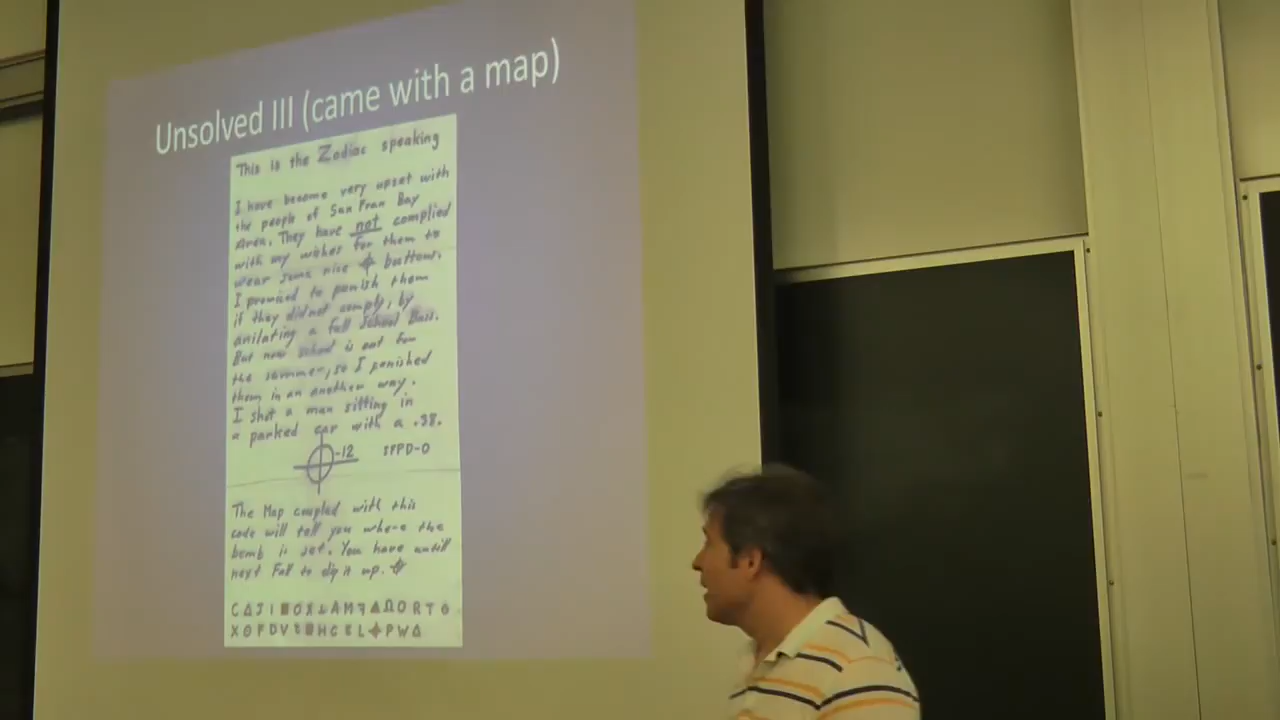 Unsolved III (came with a map)
This is the Zodiac speaking
I have become very upset with
the people of San Fran Bay
Area. They have not complied
with my wishes for them to
wear some nice ⌖ buttons.
I promised to punish them
if they did not comply, by
anilating a full School Buss.
But now school is out for
the summer, so I punished
them in an another way.
I shot a man sitting in
a parked car with a .38.
⌖-12 SFPD-0
The Map coupled with this
code will tell you where the
bomb is set. You have untill
next Fall to dig it up. ⌖